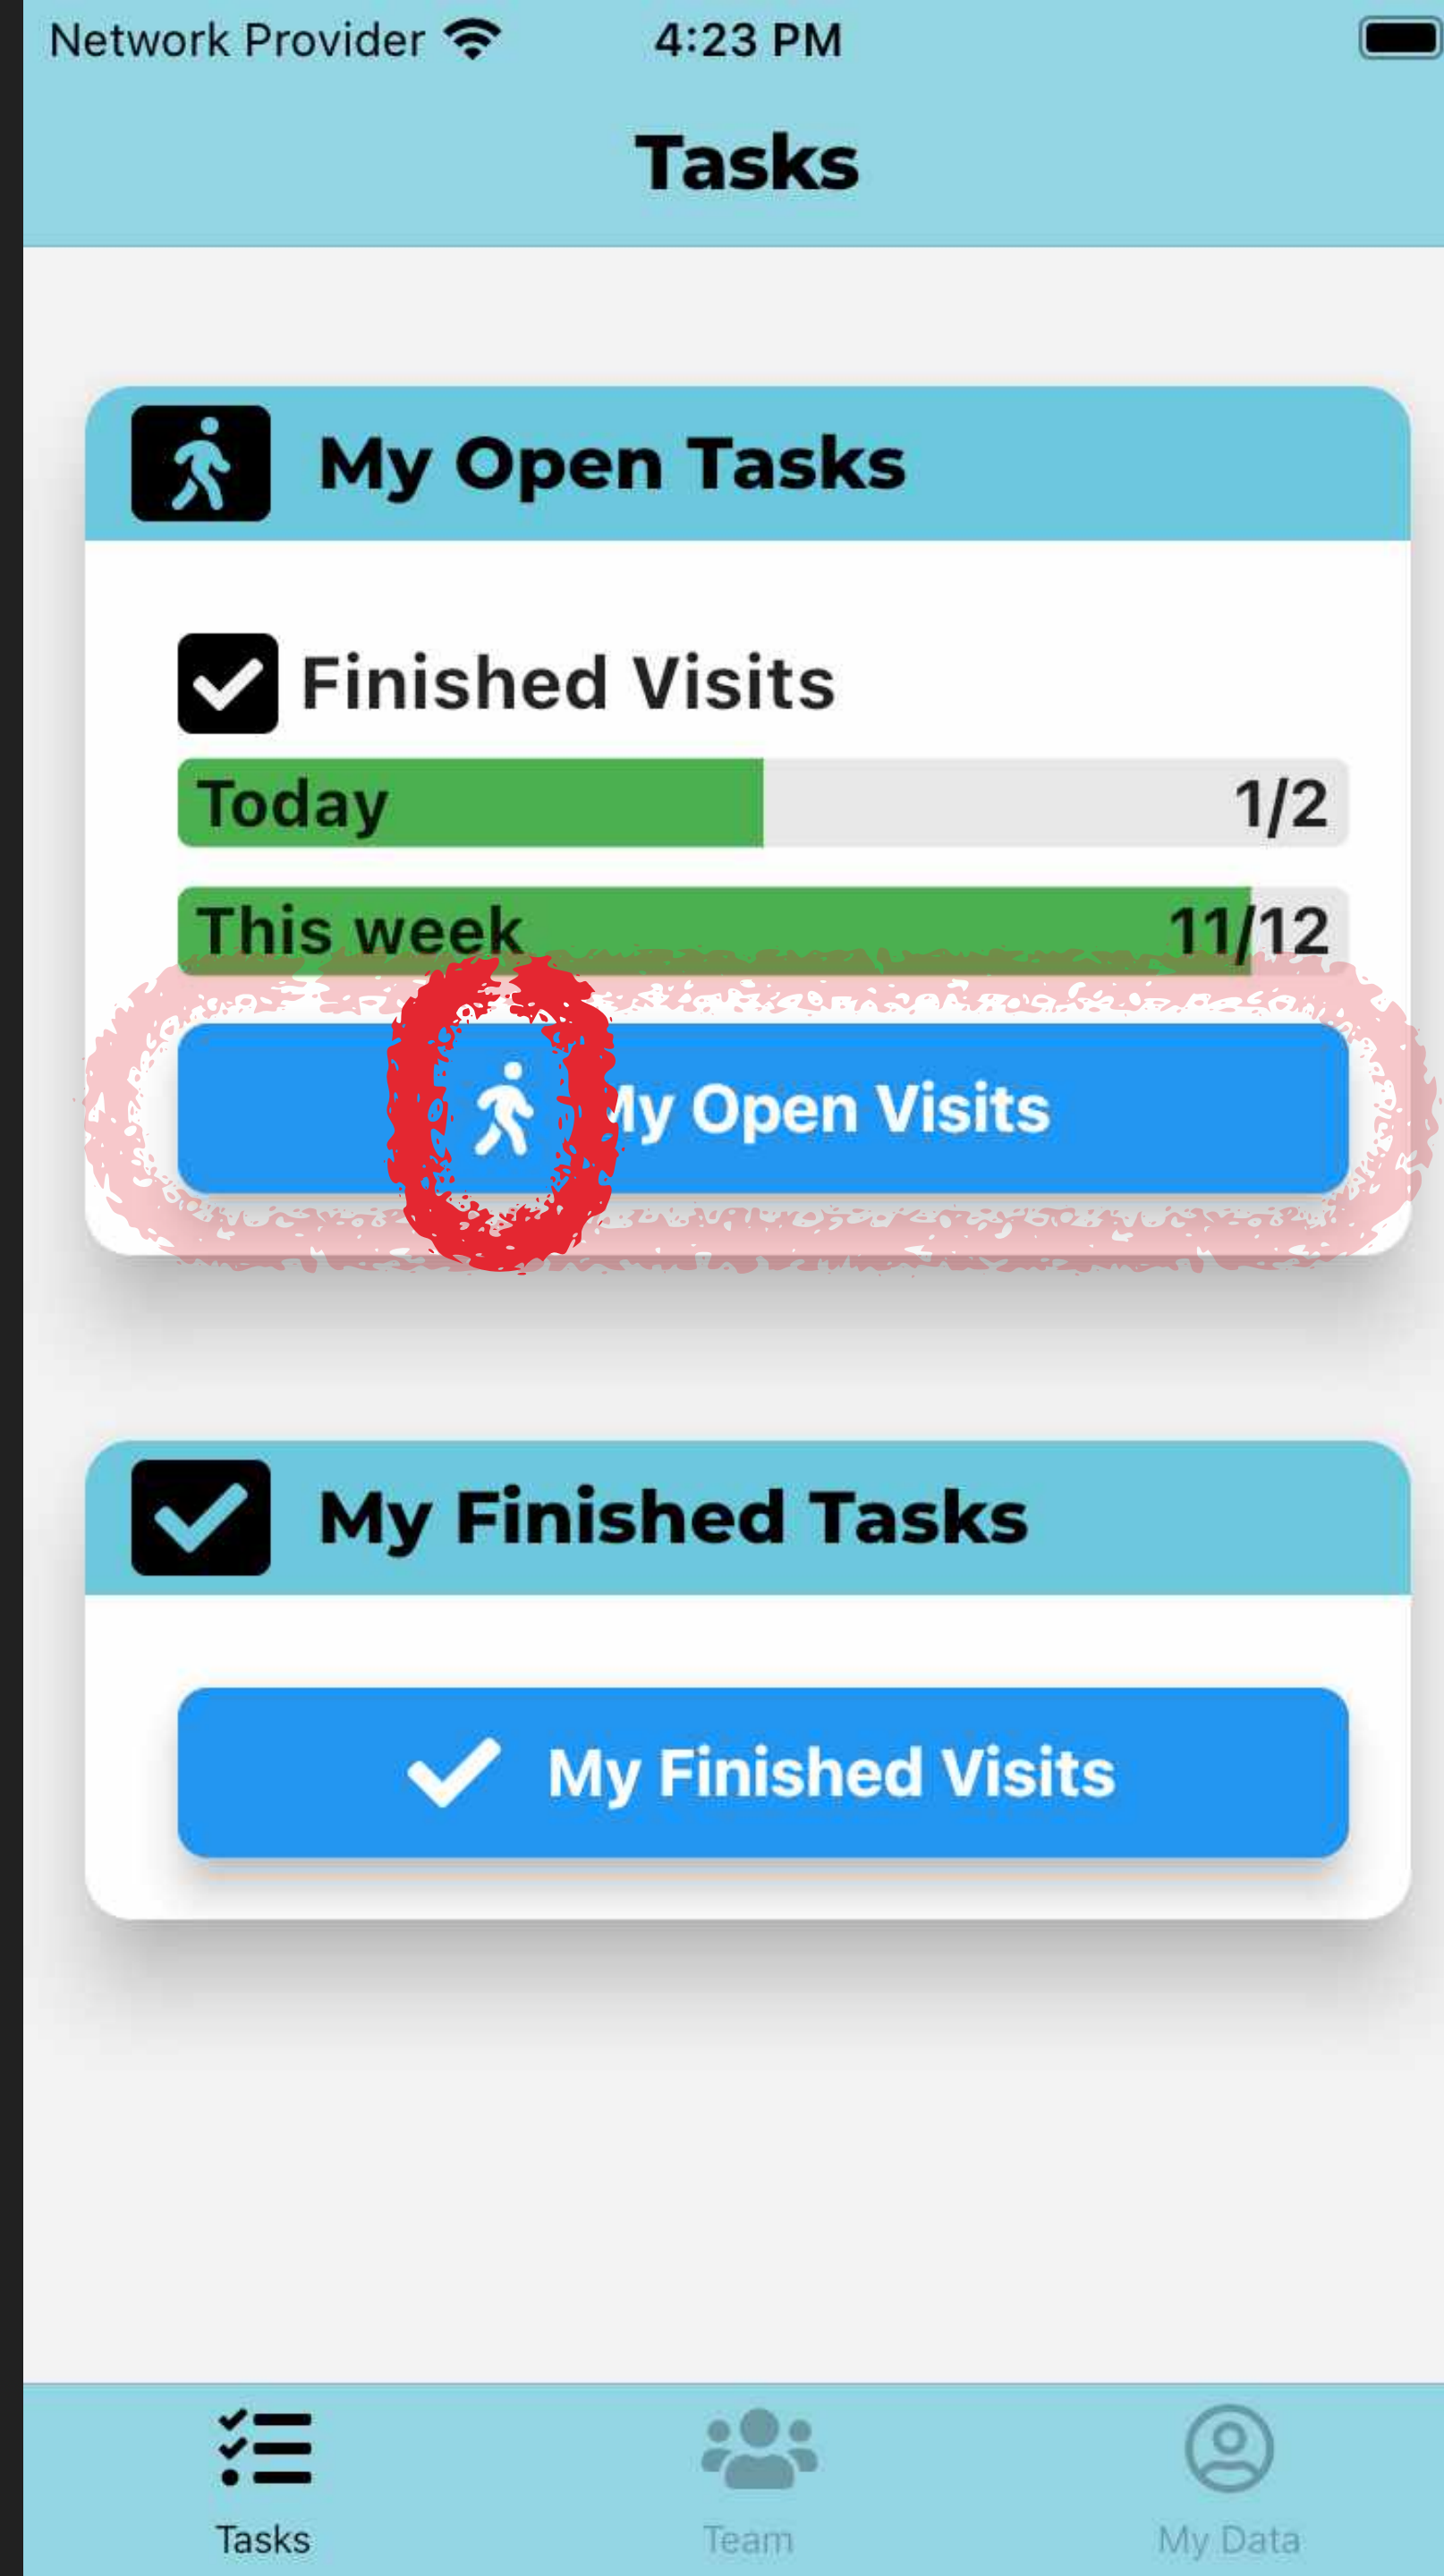 Network Provider 4:23 PM
Tasks
My Open Tasks
Finished Visits
Today 1/2
This week 11/12
My Open Visits
My Finished Tasks
My Finished Visits
Tasks Team My Data